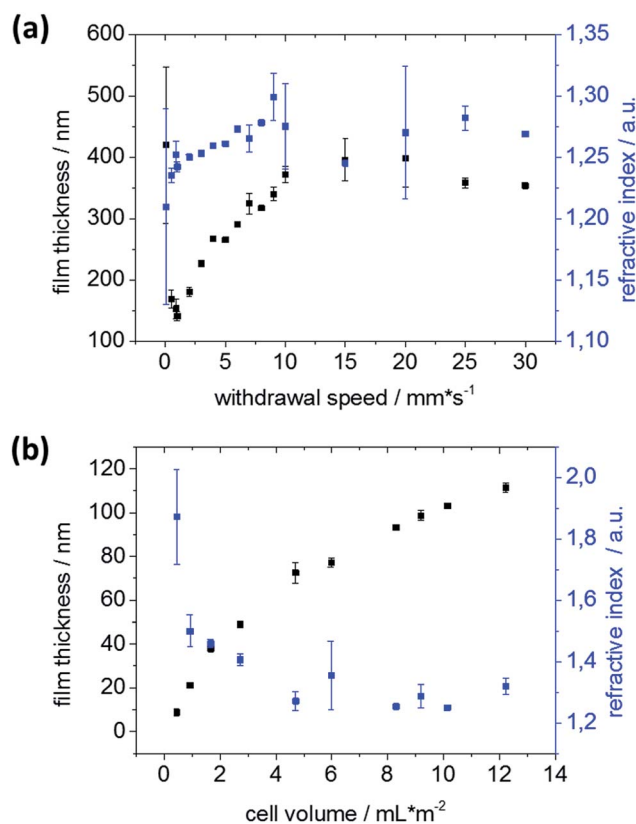 (a)
600
500
400
300
200
100
film thickness / nm
1,35
1,30
1,25
1,20
1,15
1,10
refractive index / a.u.
0 5 10 15 20 25 30
withdrawal speed / mm*s-1
(b)
120
100
80
60
40
20
0
film thickness / nm
2,0
1,8
1,6
1,4
1,2
refractive index / a.u.
0 2 4 6 8 10 12 14
cell volume / mL*m-2